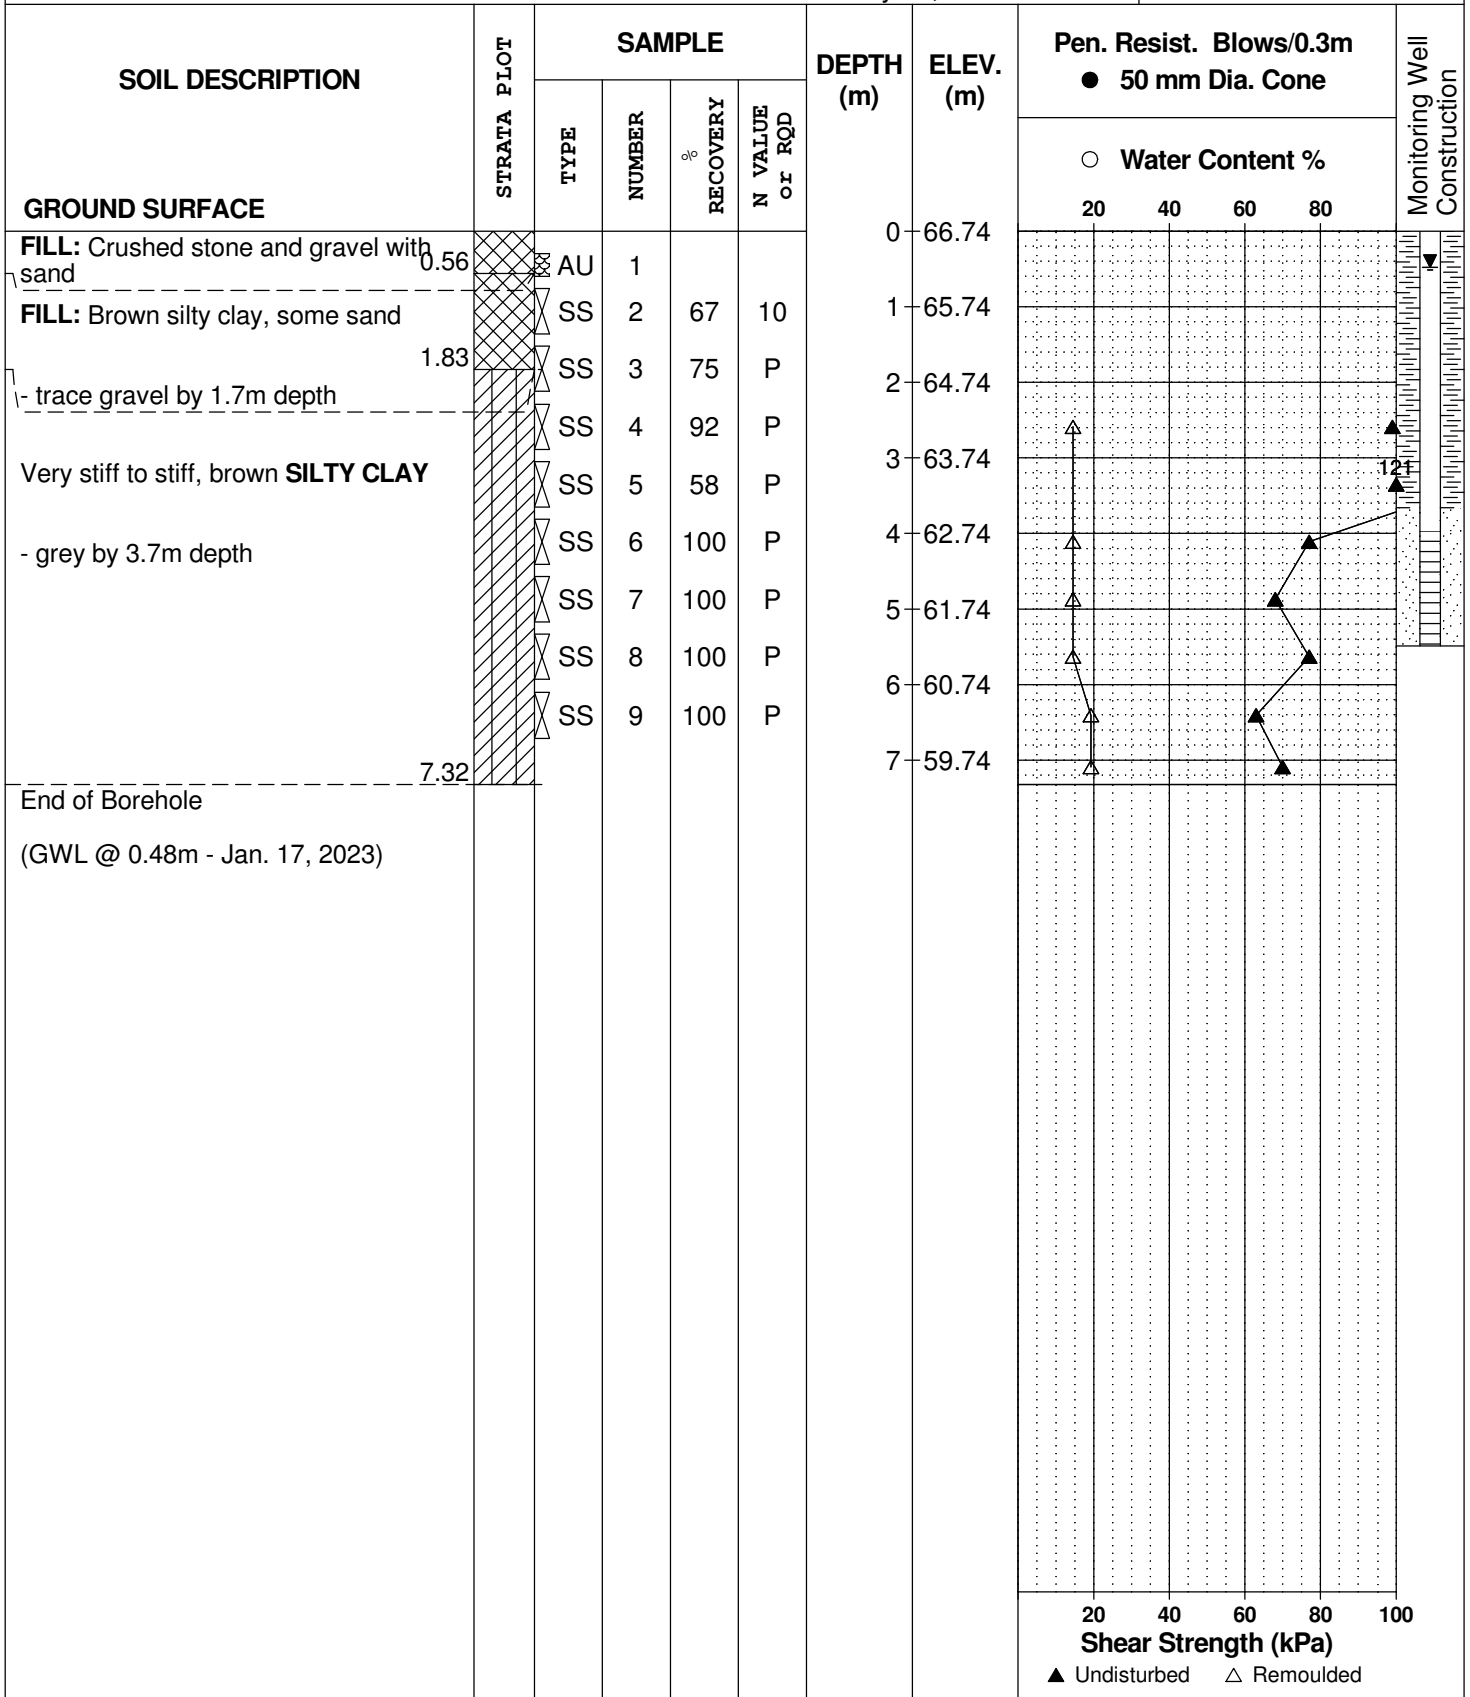 SOIL DESCRIPTION
GROUND SURFACE
STRATA PLOT
SAMPLE
TYPE
NUMBER
% RECOVERY
N VALUE or RQD
DEPTH (m)
ELEV. (m)
Pen. Resist. Blows/0.3m
● 50 mm Dia. Cone
○ Water Content %
20 40 60 80
Monitoring Well Construction
FILL: Crushed stone and gravel with
sand
0.56
FILL: Brown silty clay, some sand
1.83
- trace gravel by 1.7m depth
Very stiff to stiff, brown SILTY CLAY
- grey by 3.7m depth
7.32
End of Borehole
(GWL @ 0.48m - Jan. 17, 2023)
AU 1
SS 2 67 10
SS 3 75 P
SS 4 92 P
SS 5 58 P
SS 6 100 P
SS 7 100 P
SS 8 100 P
SS 9 100 P
0 66.74
1 65.74
2 64.74
3 63.74
4 62.74
5 61.74
6 60.74
7 59.74
121
20 40 60 80 100
Shear Strength (kPa)
▲ Undisturbed △ Remoulded